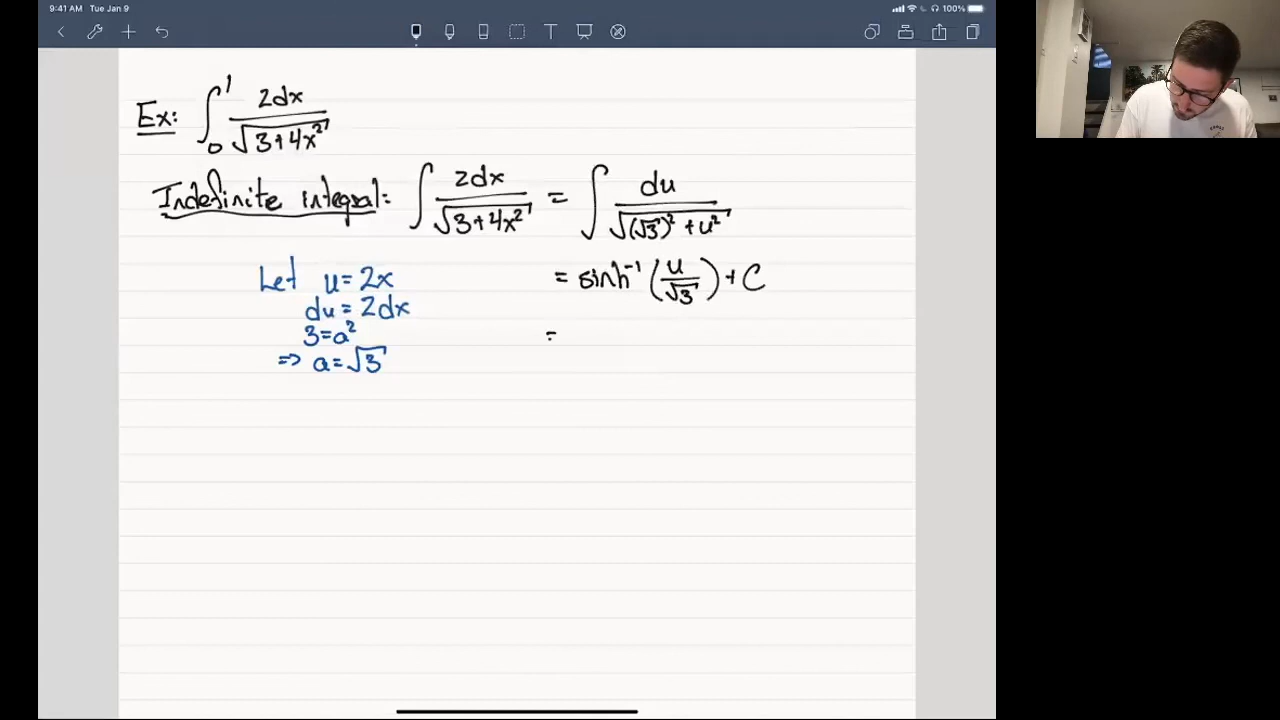 9:41 AM Tue Jan 9
100%
Ex: ∫₀¹ 2dx/√(3+4x²)
Indefinite integral: ∫ 2dx/√(3+4x²) = ∫ du/√((√3)²+u²)
Let u=2x
= sinh⁻¹(u/√3)+C
du=2dx
3=a²
=
⇒ a=√3